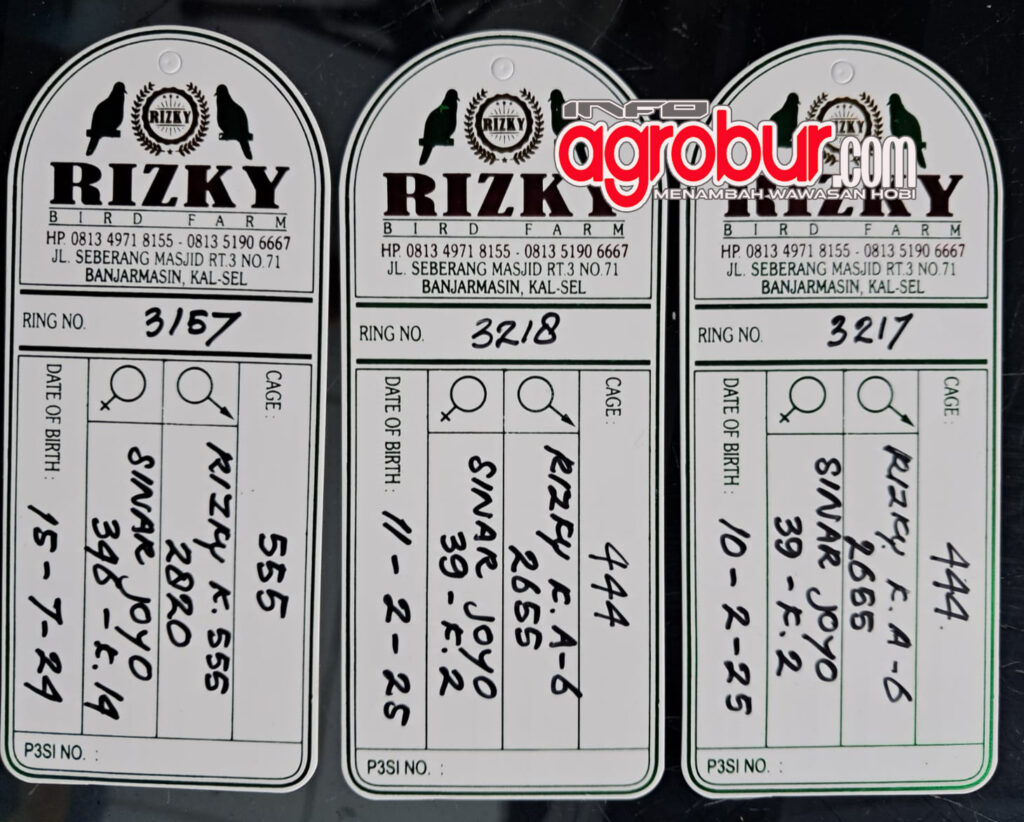 RIZKY
RIZKY
BIRD FARM
HP. 0813 4971 8155 - 0813 5190 6667
JL. SEBERANG MASJID RT.3 NO.71
BANJARMASIN, KAL-SEL
RING NO. 3157
CAGE : 555
RIZKY K. 555
2820
SINAR JOYO
346 - K. 14
DATE OF BIRTH : 15 - 7 - 24
P3SI NO. :
RIZKY
RIZKY
BIRD FARM
HP. 0813 4971 8155 - 0813 5190 6667
JL. SEBERANG MASJID RT.3 NO.71
BANJARMASIN, KAL-SEL
RING NO. 3218
CAGE : 444
RIZKY K. A-6
2655
SINAR JOYO
39 - K. 2
DATE OF BIRTH : 11 - 2 - 25
P3SI NO. :
INFO
agrobur.com
MENAMBAH WAWASAN HOBI
RIZKY
RIZKY
BIRD FARM
HP. 0813 4971 8155 - 0813 5190 6667
JL. SEBERANG MASJID RT.3 NO.71
BANJARMASIN, KAL-SEL
RING NO. 3217
CAGE : 444.
RIZKY K. A-6
2655
SINAR JOYO
39 - K. 2
DATE OF BIRTH : 10 - 2 - 25
P3SI NO. :